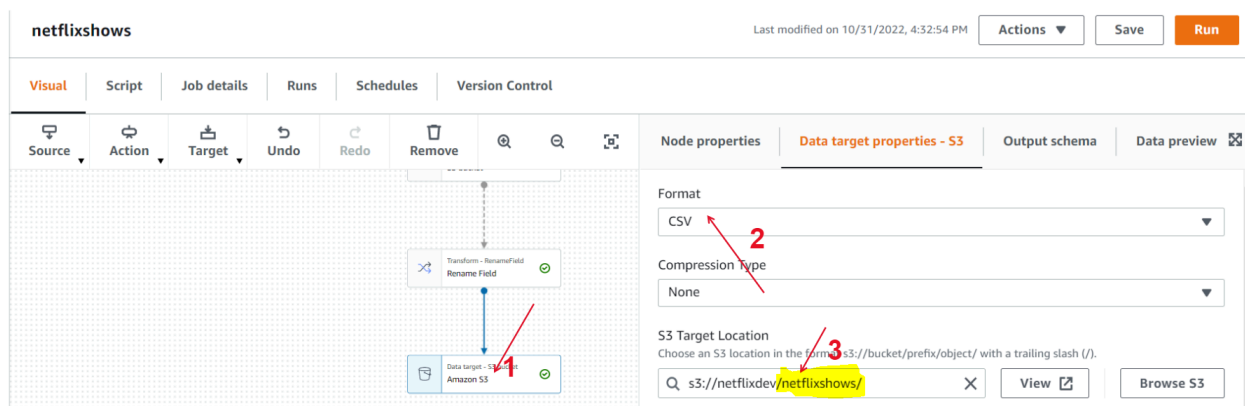 netflixshows
Last modified on 10/31/2022, 4:32:54 PM
Actions
Save
Run
Visual
Script
Job details
Runs
Schedules
Version Control
Source
Action
Target
Undo
Redo
Remove
Node properties
Data target properties - S3
Output schema
Data preview
Format
CSV
2
Compression Type
None
Transform - RenameField
Rename Field
S3 Target Location
3
Choose an S3 location in the format s3://bucket/prefix/object/ with a trailing slash (/).
s3://netflixdev/netflixshows/
View
Browse S3
1
Data target - S3 bucket
Amazon S3